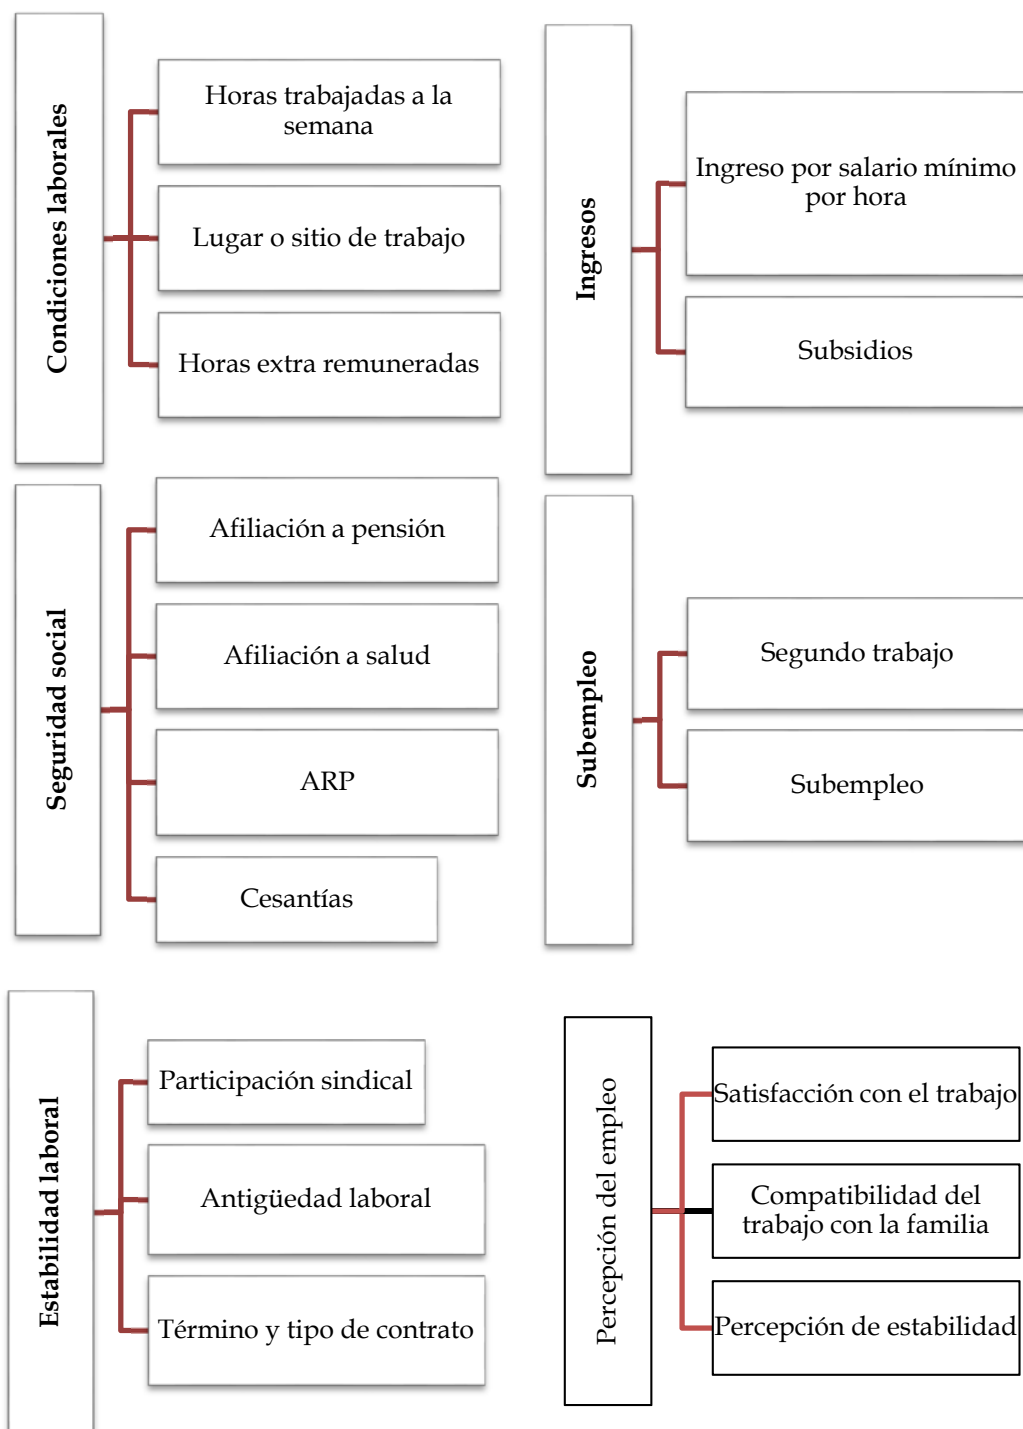 Condiciones laborales
Horas trabajadas a la
semana
Lugar o sitio de trabajo
Horas extra remuneradas
Ingresos
Ingreso por salario mínimo
por hora
Subsidios
Seguridad social
Afiliación a pensión
Afiliación a salud
ARP
Cesantías
Subempleo
Segundo trabajo
Subempleo
Estabilidad laboral
Participación sindical
Antigüedad laboral
Término y tipo de contrato
Percepción del empleo
Satisfacción con el trabajo
Compatibilidad del
trabajo con la familia
Percepción de estabilidad